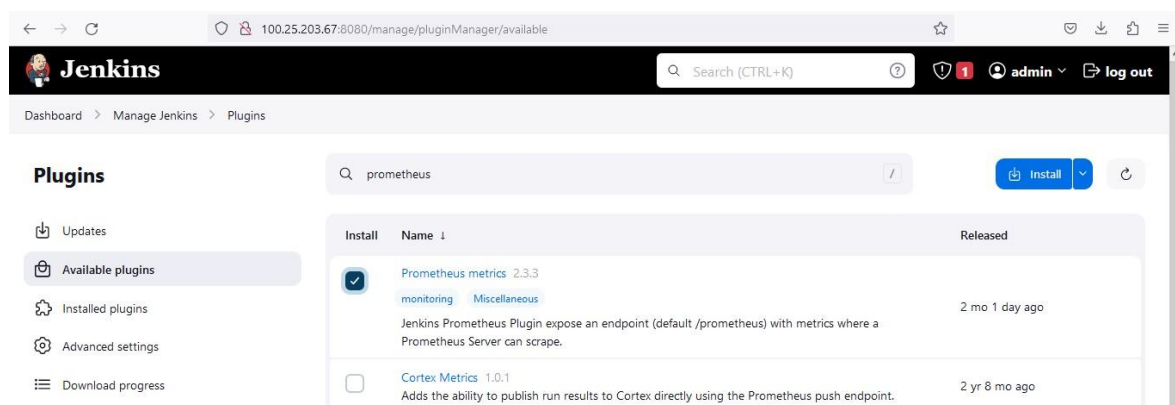 100.25.203.67:8080/manage/pluginManager/available
Jenkins
Search (CTRL+K)
?
1
admin
log out
Dashboard > Manage Jenkins > Plugins
Plugins
prometheus
/
Install
Updates
Available plugins
Installed plugins
Advanced settings
Download progress
Install Name ↓ Released
Prometheus metrics 2.3.3
monitoring Miscellaneous
Jenkins Prometheus Plugin expose an endpoint (default /prometheus) with metrics where a
Prometheus Server can scrape.
2 mo 1 day ago
Cortex Metrics 1.0.1
Adds the ability to publish run results to Cortex directly using the Prometheus push endpoint.
2 yr 8 mo ago